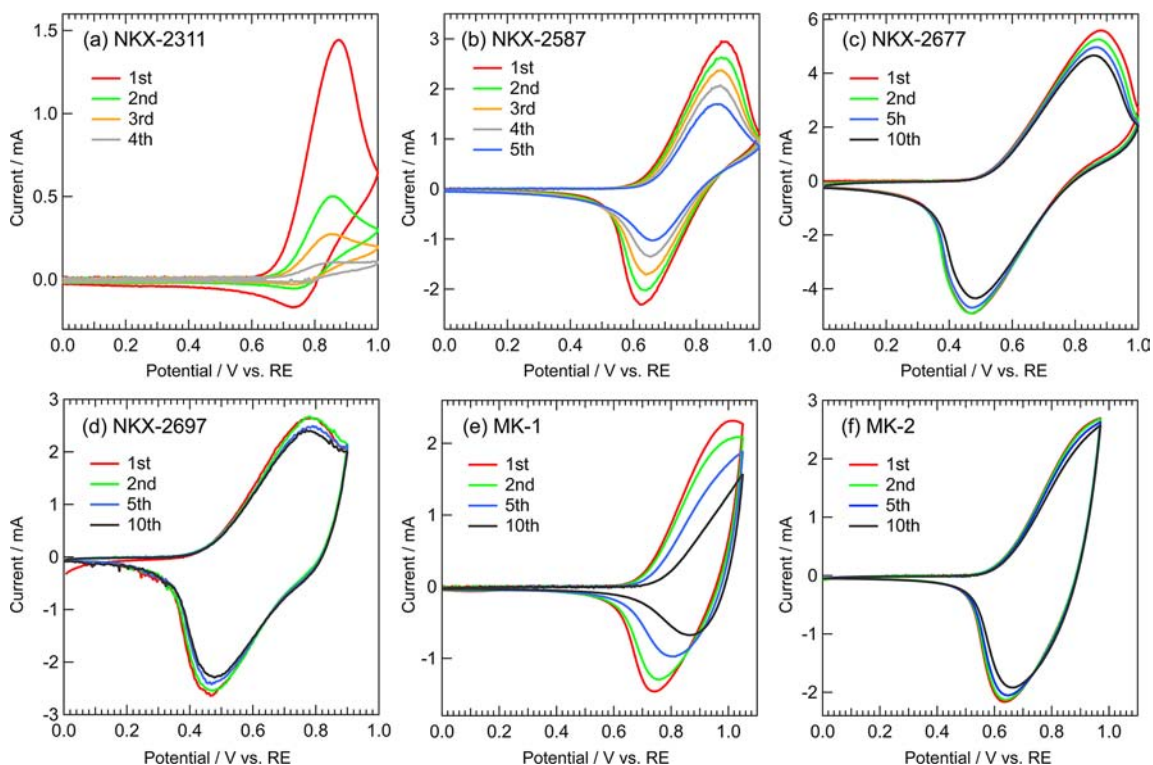 (a) NKX-2311
1st
2nd
3rd
4th
1.5
1.0
0.5
0.0
Current / mA
0.0 0.2 0.4 0.6 0.8 1.0
Potential / V vs. RE
(b) NKX-2587
1st
2nd
3rd
4th
5th
3
2
1
0
-1
-2
Current / mA
0.0 0.2 0.4 0.6 0.8 1.0
Potential / V vs. RE
(c) NKX-2677
1st
2nd
5h
10th
6
4
2
0
-2
-4
Current / mA
0.0 0.2 0.4 0.6 0.8 1.0
Potential / V vs. RE
(d) NKX-2697
1st
2nd
5th
10th
3
2
1
0
-1
-2
-3
Current / mA
0.0 0.2 0.4 0.6 0.8 1.0
Potential / V vs. RE
(e) MK-1
1st
2nd
5th
10th
2
1
0
-1
Current / mA
0.0 0.2 0.4 0.6 0.8 1.0
Potential / V vs. RE
(f) MK-2
1st
2nd
5th
10th
2
1
0
-1
-2
Current / mA
0.0 0.2 0.4 0.6 0.8 1.0
Potential / V vs. RE